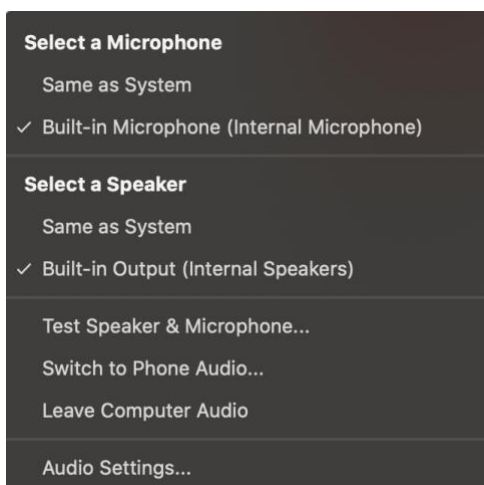 Select a Microphone
Same as System
✓ Built-in Microphone (Internal Microphone)
Select a Speaker
Same as System
✓ Built-in Output (Internal Speakers)
Test Speaker & Microphone...
Switch to Phone Audio...
Leave Computer Audio
Audio Settings...